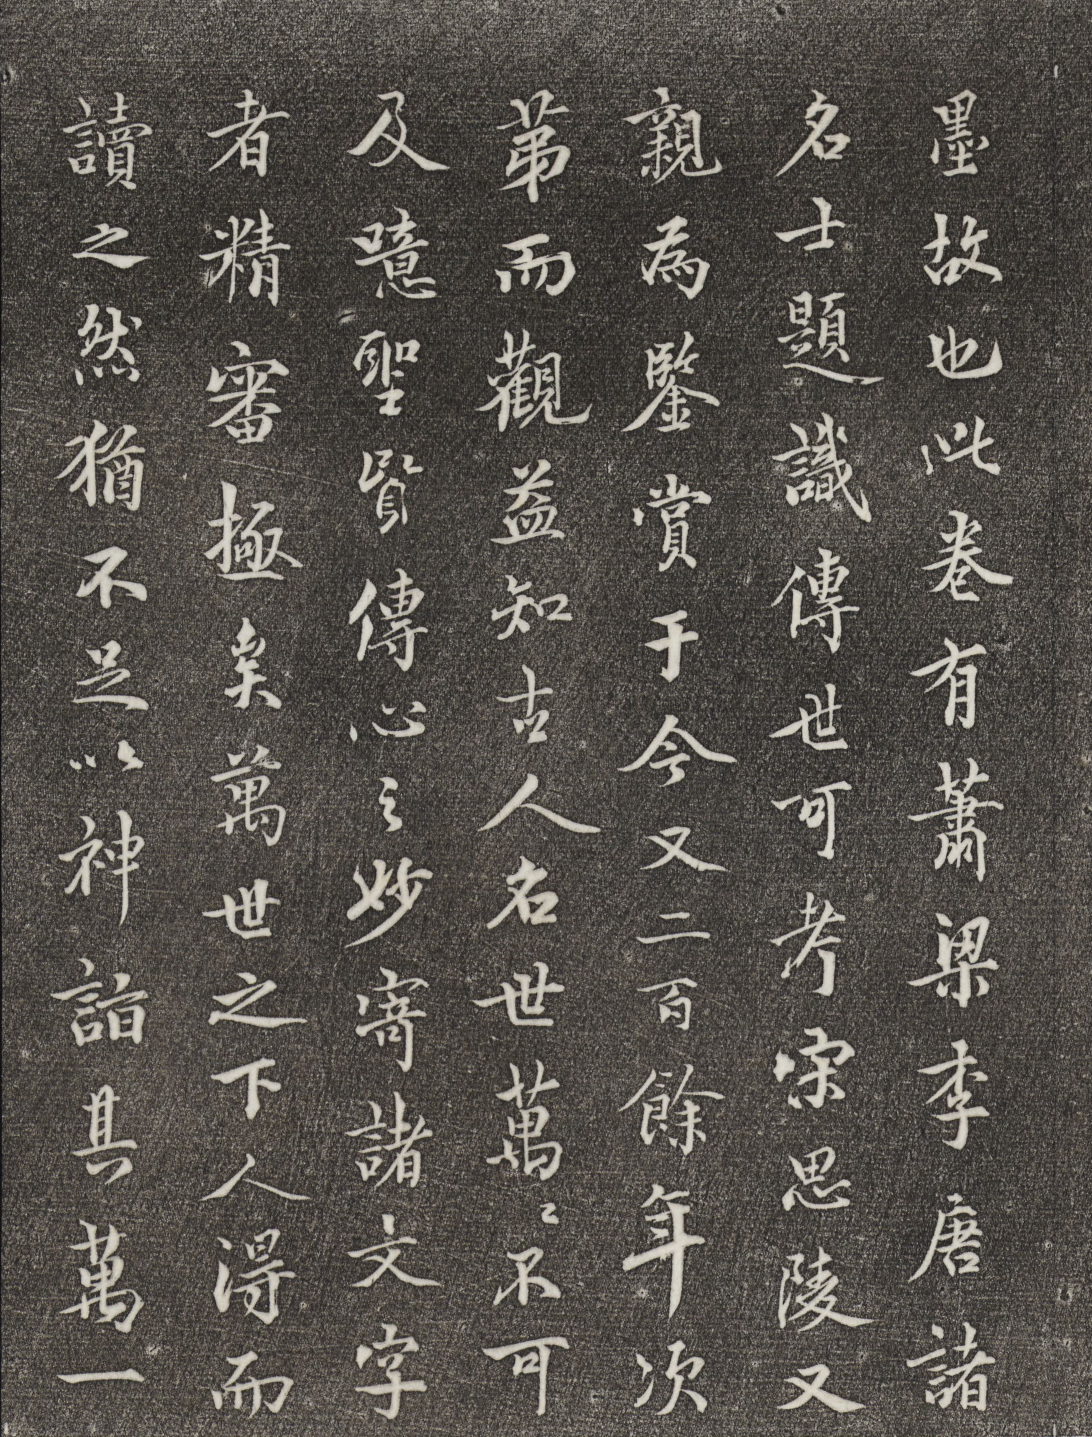 墨故也此卷有蕭梁李唐諸
名士題識傳世可考宋思陵又
親為鑒賞于今又二百餘年次
苐而觀益知古人名世萬〻不可
及噫聖賢傳心之妙寄諸文字
者精審極矣萬世之下人得而
讀之然猶不足以神詣其萬一